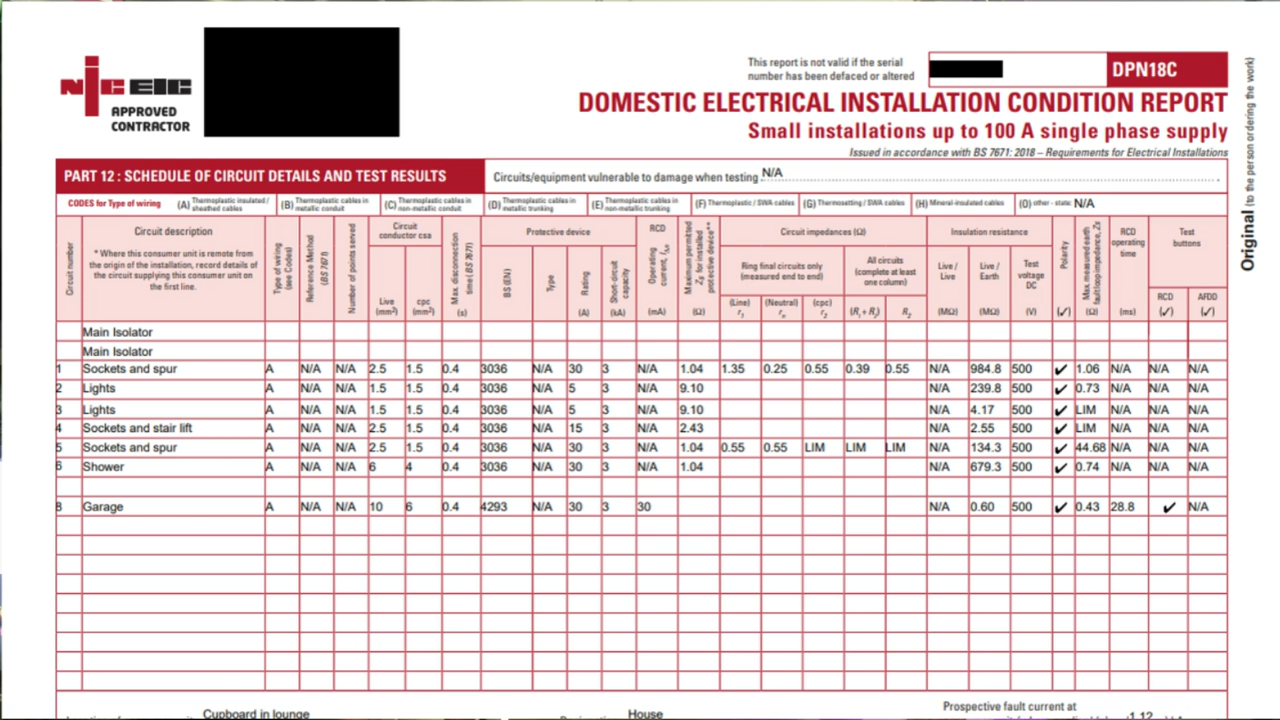 NICEIC
APPROVED
CONTRACTOR
This report is not valid if the serial
number has been defaced or altered
DPN18C
DOMESTIC ELECTRICAL INSTALLATION CONDITION REPORT
Small installations up to 100 A single phase supply
Issued in accordance with BS 7671: 2018 – Requirements for Electrical Installations
Original (to the person ordering the work)
PART 12 : SCHEDULE OF CIRCUIT DETAILS AND TEST RESULTS
Circuits/equipment vulnerable to damage when testing N/A
CODES for Type of wiring (A) Thermoplastic insulated / sheathed cables (B) Thermoplastic cables in metallic conduit (C) Thermoplastic cables in non-metallic conduit (D) Thermoplastic cables in metallic trunking (E) Thermoplastic cables in non-metallic trunking (F) Thermoplastic / SWA cables (G) Thermosetting / SWA cables (H) Mineral-insulated cables (O) other - state: N/A
Circuit number
Circuit description
* Where this consumer unit is remote from
the origin of the installation, record details of
the circuit supplying this consumer unit on
the first line.
Type of wiring (see Codes)
Reference Method (BS 7671)
Number of points served
Circuit conductor csa
Live (mm²)
cpc (mm²)
Max. disconnection time (BS 7671) (s)
Protective device
BS (EN)
Type
Rating (A)
Short-circuit capacity (kA)
RCD
Operating current, IΔn (mA)
Maximum permitted Zs for installed protective device** (Ω)
Circuit impedances (Ω)
Ring final circuits only (measured end to end)
(Line) r1
(Neutral) rn
(cpc) r2
All circuits (complete at least one column)
(R1 + R2)
R2
Insulation resistance
Live / Live (MΩ)
Live / Earth (MΩ)
Test voltage DC (V)
Polarity (✓)
Max. measured earth fault loop impedance, Zs (Ω)
RCD operating time (ms)
Test buttons
RCD (✓)
AFDD (✓)
Main Isolator
Main Isolator
1 Sockets and spur A N/A N/A 2.5 1.5 0.4 3036 N/A 30 3 N/A 1.04 1.35 0.25 0.55 0.39 0.55 N/A 984.8 500 ✔ 1.06 N/A N/A N/A
2 Lights A N/A N/A 1.5 1.5 0.4 3036 N/A 5 3 N/A 9.10 N/A 239.8 500 ✔ 0.73 N/A N/A N/A
3 Lights A N/A N/A 1.5 1.5 0.4 3036 N/A 5 3 N/A 9.10 N/A 4.17 500 ✔ LIM N/A N/A N/A
4 Sockets and stair lift A N/A N/A 2.5 1.5 0.4 3036 N/A 15 3 N/A 2.43 N/A 2.55 500 ✔ LIM N/A N/A N/A
5 Sockets and spur A N/A N/A 2.5 1.5 0.4 3036 N/A 30 3 N/A 1.04 0.55 0.55 LIM LIM LIM N/A 134.3 500 ✔ 44.68 N/A N/A N/A
6 Shower A N/A N/A 6 4 0.4 3036 N/A 30 3 N/A 1.04 N/A 679.3 500 ✔ 0.74 N/A N/A N/A
8 Garage A N/A N/A 10 6 0.4 4293 N/A 30 3 30 N/A 0.60 500 ✔ 0.43 28.8 ✔ N/A
Cupboard in lounge
House
Prospective fault current at
1.12